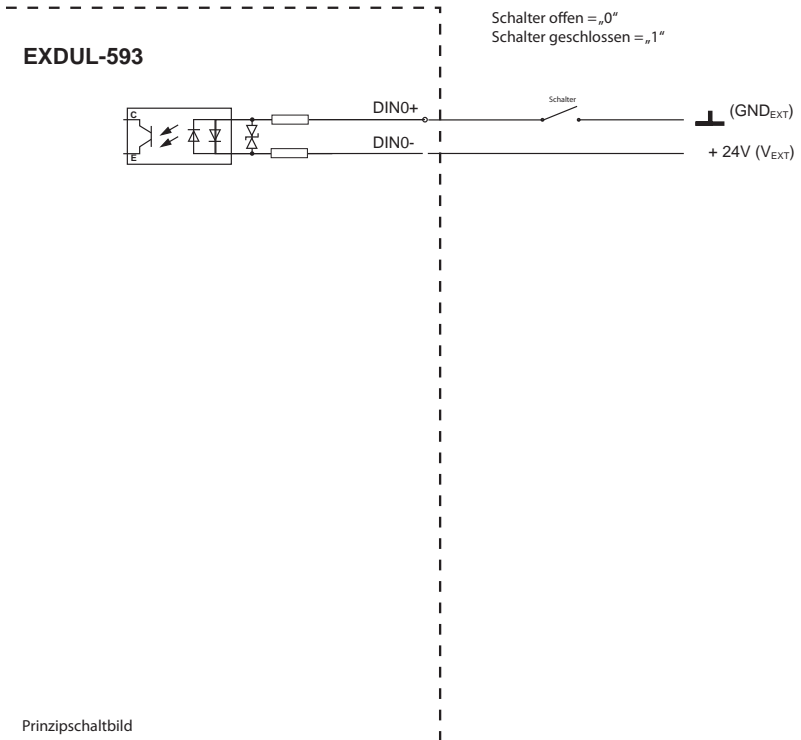 Schalter offen = „0“
Schalter geschlossen = „1“
EXDUL-593
C
E
DIN0+
Schalter
(GNDEXT)
DIN0-
+ 24V (VEXT)
Prinzipschaltbild